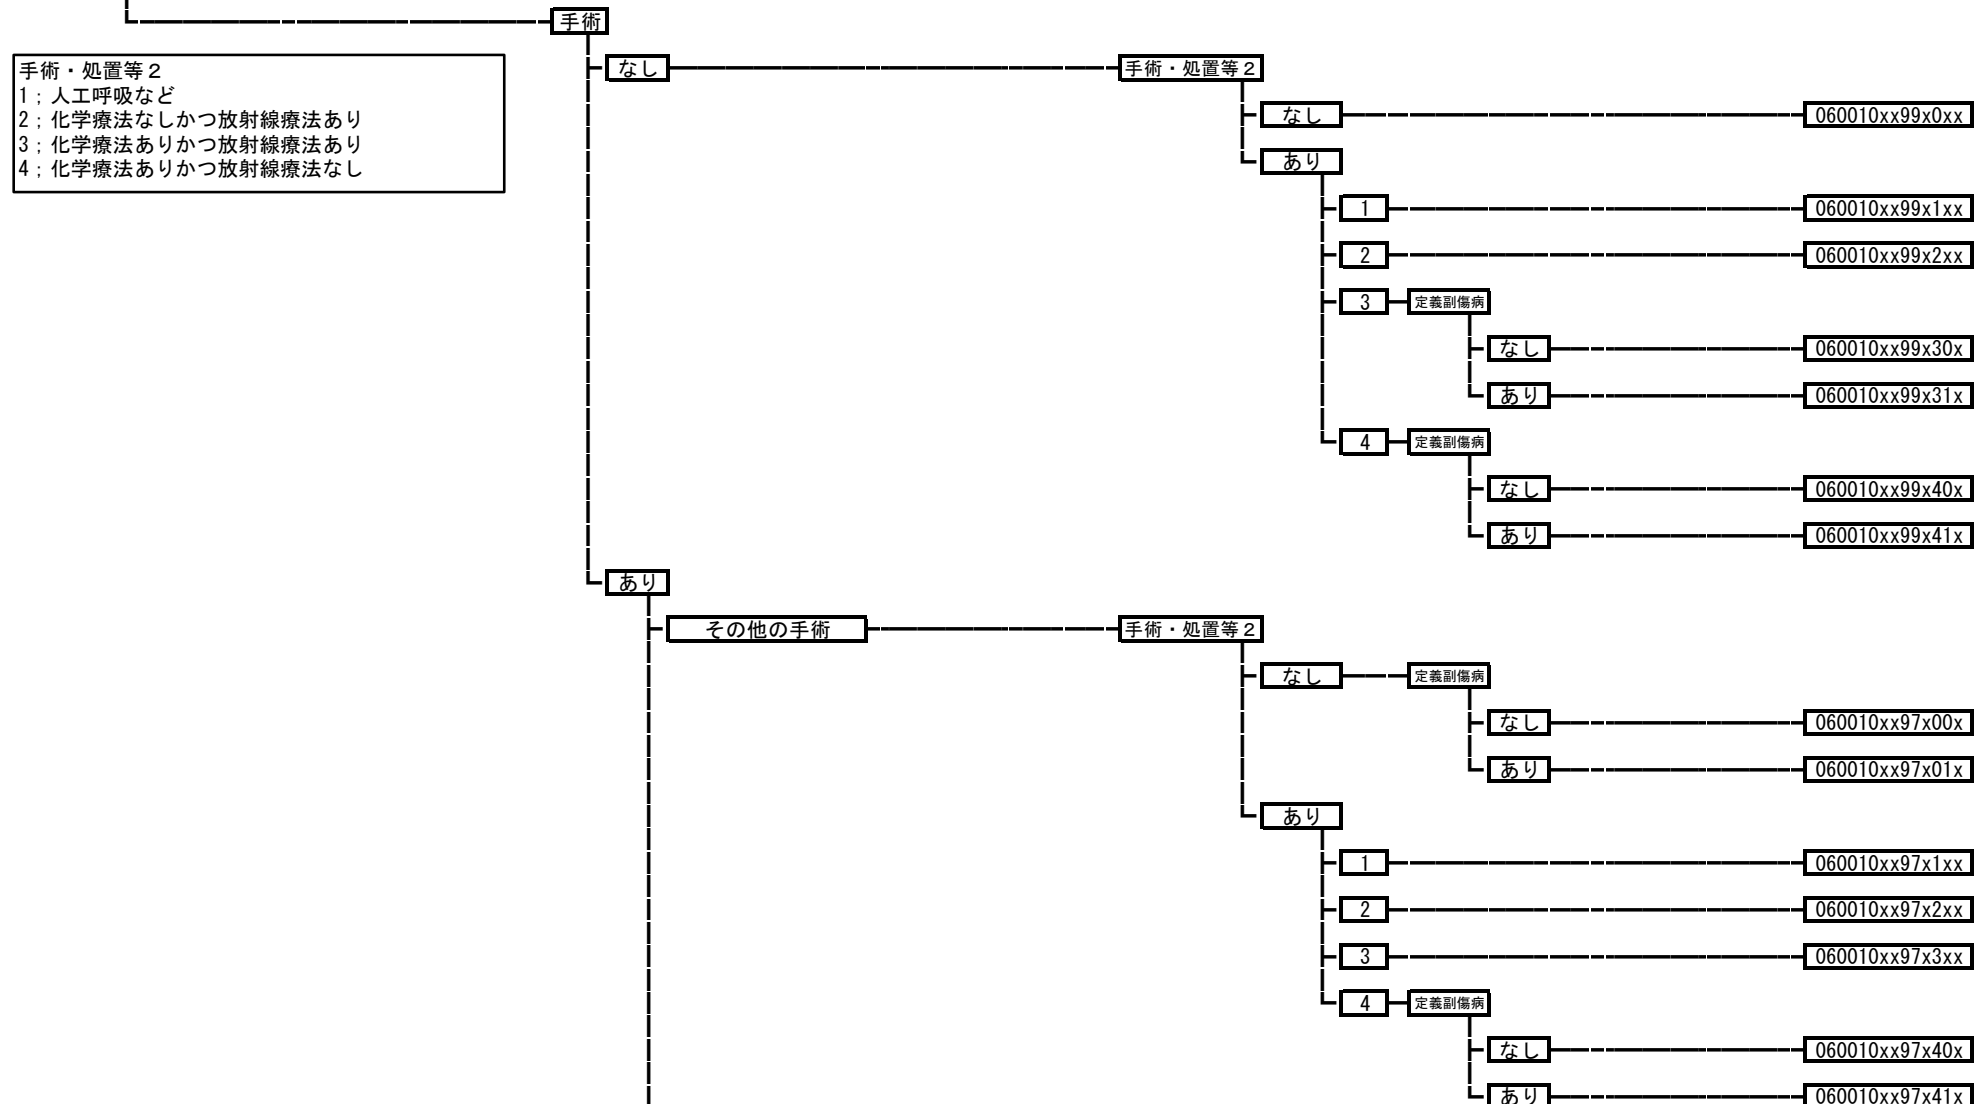 手術
手術・処置等２
1；人工呼吸など
2；化学療法なしかつ放射線療法あり
3；化学療法ありかつ放射線療法あり
4；化学療法ありかつ放射線療法なし
なし
手術・処置等２
なし
060010xx99x0xx
あり
1
060010xx99x1xx
2
060010xx99x2xx
3
定義副傷病
なし
060010xx99x30x
あり
060010xx99x31x
4
定義副傷病
なし
060010xx99x40x
あり
060010xx99x41x
あり
その他の手術
手術・処置等２
なし
定義副傷病
なし
060010xx97x00x
あり
060010xx97x01x
あり
1
060010xx97x1xx
2
060010xx97x2xx
3
060010xx97x3xx
4
定義副傷病
なし
060010xx97x40x
あり
060010xx97x41x